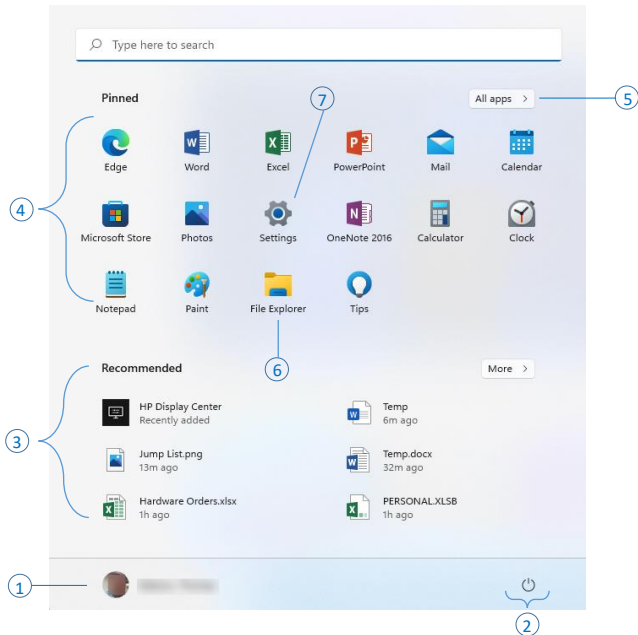 Type here to search
Pinned
7
All apps >
5
Edge
Word
Excel
PowerPoint
Mail
Calendar
4
Microsoft Store
Photos
Settings
OneNote 2016
Calculator
Clock
Notepad
Paint
File Explorer
Tips
6
Recommended
More >
3
HP Display Center
Recently added
Temp
6m ago
Jump List.png
13m ago
Temp.docx
32m ago
Hardware Orders.xlsx
1h ago
PERSONAL.XLSB
1h ago
1
2